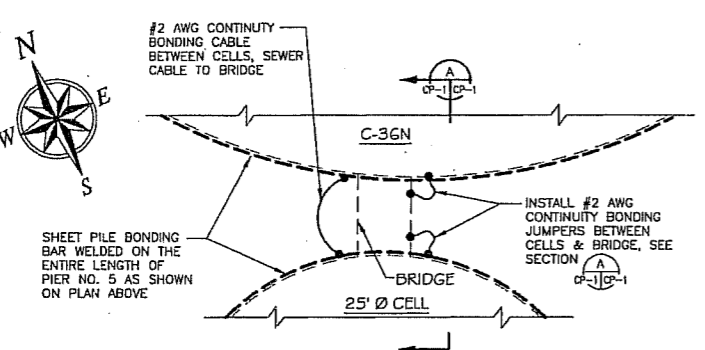 #2 AWG CONTINUTY
BONDING CABLE
BETWEEN CELLS, SEWER
CABLE TO BRIDGE
N
E
W
S
A
CP-1 CP-1
C-36N
SHEET PILE BONDING
BAR WELDED ON THE
ENTIRE LENGTH OF
PIER NO. 5 AS SHOWN
ON PLAN ABOVE
INSTALL #2 AWG
CONTINUITY BONDING
JUMPERS BETWEEN
CELLS & BRIDGE, SEE
SECTION
A
CP-1 CP-1
BRIDGE
25' Ø CELL